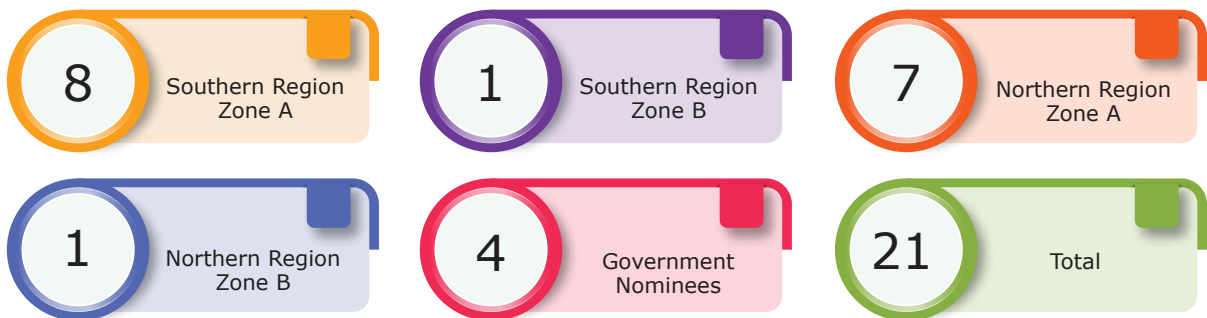 8
Southern Region
Zone A
1
Southern Region
Zone B
7
Northern Region
Zone A
1
Northern Region
Zone B
4
Government
Nominees
21
Total